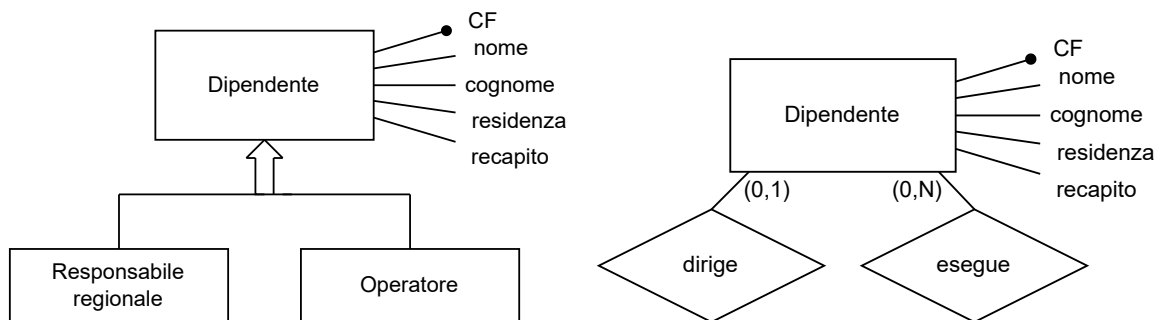 CF
nome
Dipendente
cognome
residenza
recapito
Responsabile
regionale
Operatore
CF
nome
Dipendente
cognome
residenza
recapito
(0,1)
(0,N)
dirige
esegue